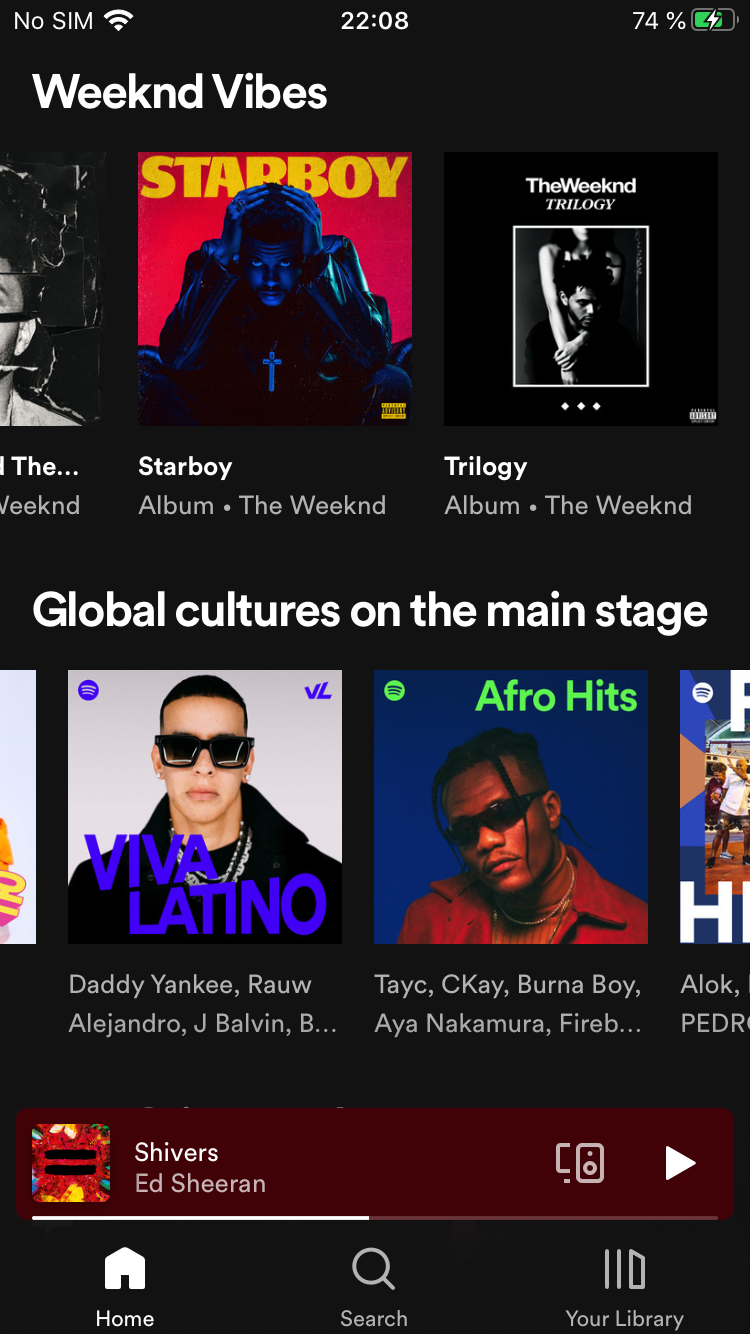 No SIM 22:08 74 %
Weeknd Vibes
STARBOY
TheWeeknd
TRILOGY
The... Starboy Trilogy
Weeknd Album • The Weeknd Album • The Weeknd
Global cultures on the main stage
VL Afro Hits
VIVA
LATINO
Daddy Yankee, Rauw Tayc, CKay, Burna Boy, Alok,
Alejandro, J Balvin, B... Aya Nakamura, Fireb... PEDRO
Shivers
Ed Sheeran
Home Search Your Library